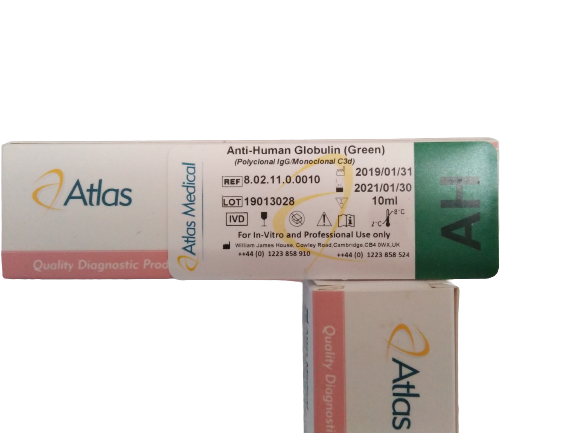 Atlas
Quality Diagnostic Prod
Atlas Medical
Anti-Human Globulin (Green)
(Polyclonal IgG/Monoclonal C3d)
REF 8.02.11.0.0010
2019/01/31
2021/01/30
LOT 19013028
10ml
IVD
2°C
8°C
For In-Vitro and Professional Use only
William James House, Cowley Road Cambridge,CB4 0WX,UK
++44 (0) 1223 858 910
++44 (0) 1223 858 524
AH
Quality Diagnosti
Atlas